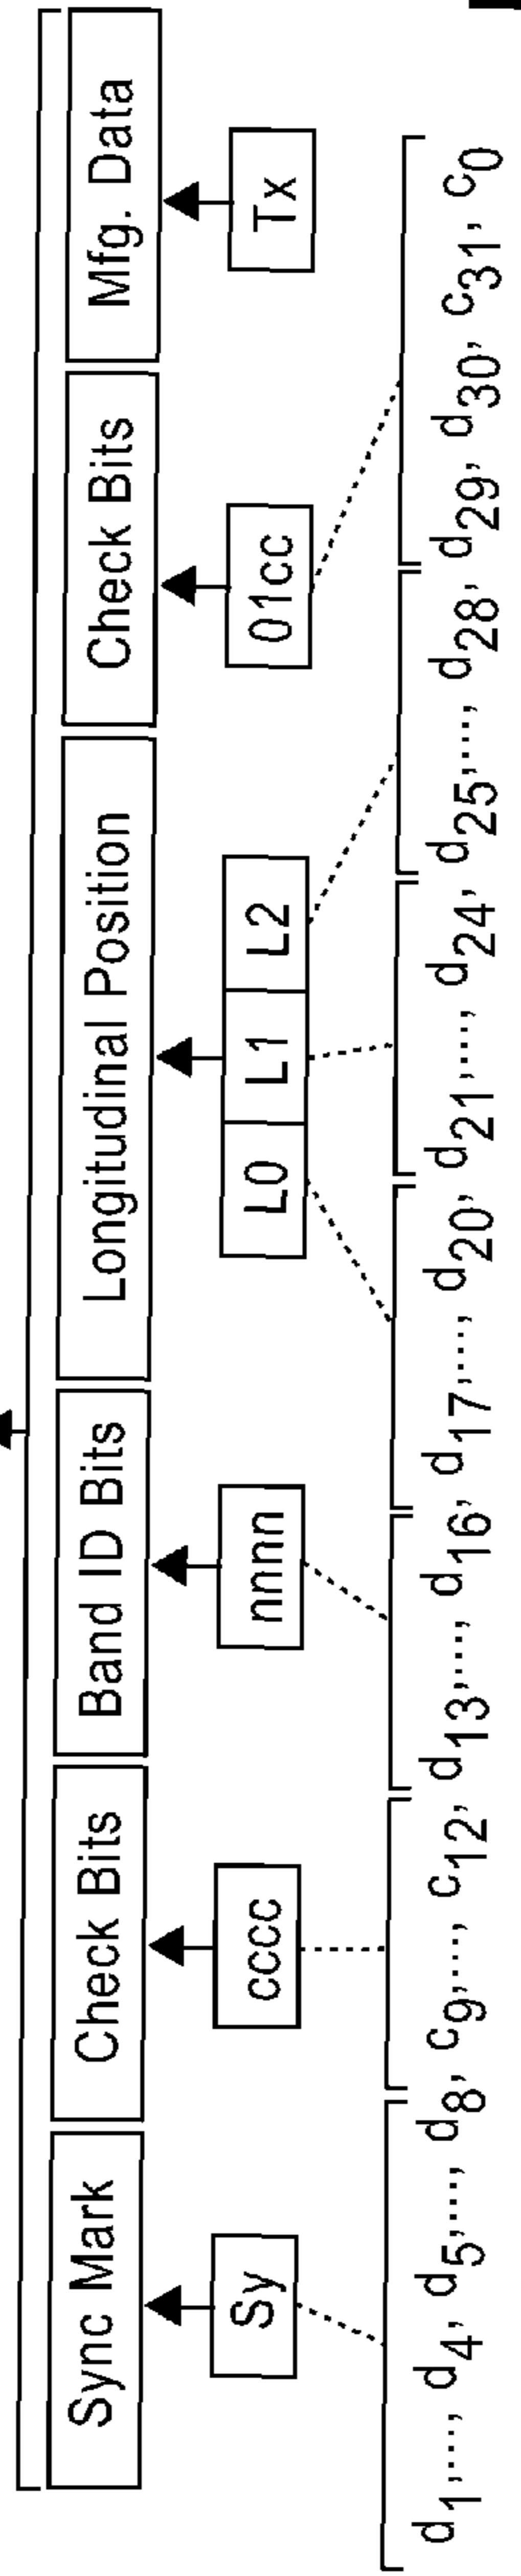 Sync Mark Check Bits Band ID Bits Longitudinal Position Check Bits Mfg. Data
Sy cccc nnnn L0 L1 L2 01cc Tx
d1,..., d4, d5,..., d8, c9,..., c12, d13,..., d16, d17,..., d20, d21,..., d24, d25,..., d28, d29, d30, c31, c0